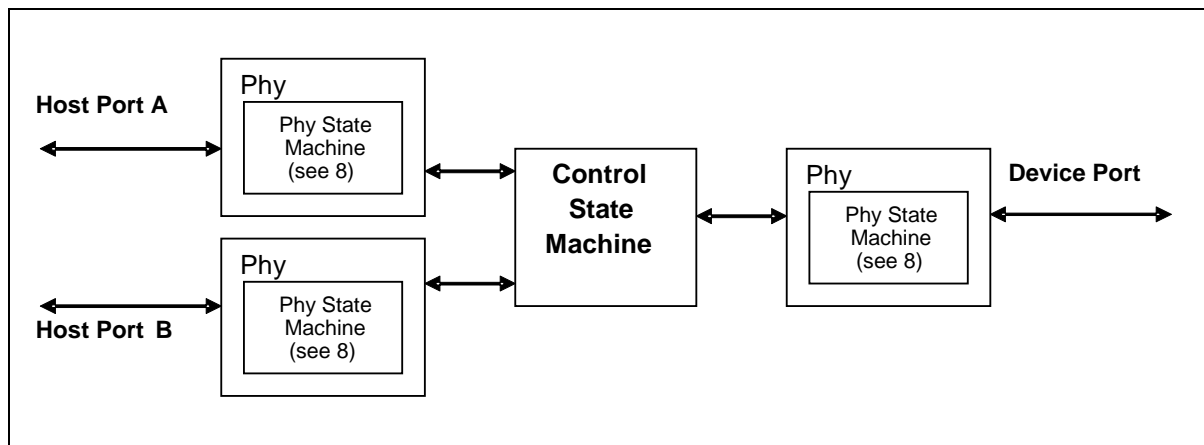 Host Port A
Phy
Phy State
Machine
(see 8)
Host Port B
Phy
Phy State
Machine
(see 8)
Control
State
Machine
Phy
Phy State
Machine
(see 8)
Device Port